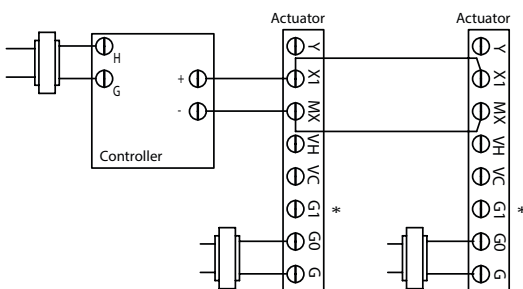 Actuator
Actuator
H
G
+
-
Controller
Y
X1
MX
VH
VC
G1 *
G0
G
Y
X1
MX
VH
VC
G1 *
G0
G